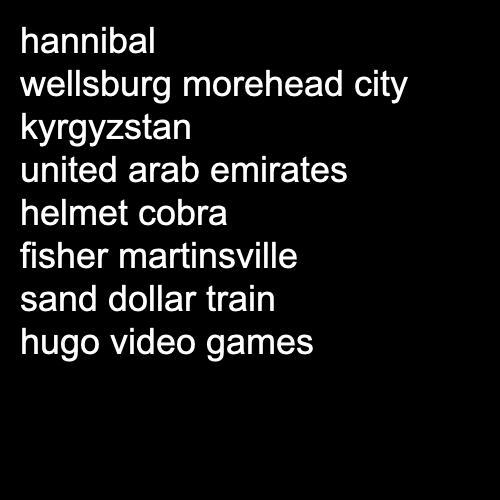 hannibal
wellsburg morehead city
kyrgyzstan
united arab emirates
helmet cobra
fisher martinsville
sand dollar train
hugo video games